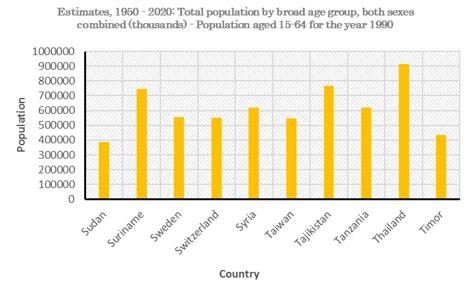 Estimates, 1950 - 2020: Total population by broad age group, both sexes
combined (thousands) - Population aged 15-64 for the year 1990
1000000
900000
800000
700000
600000
500000
400000
300000
200000
100000
0
Population
Sudan
Suriname
Sweden
Switzerland
Syria
Taiwan
Tajikistan
Tanzania
Thailand
Timor
Country